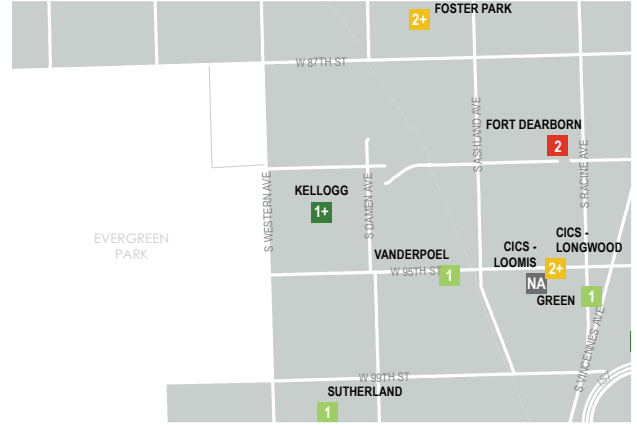 FOSTER PARK
2+
W 87TH ST
S ASHLAND AVE
FORT DEARBORN
2
S RACINE AVE
S WESTERN AVE
KELLOGG
1+
S DAMEN AVE
EVERGREEN
PARK
VANDERPOEL
W 95TH ST
1
CICS -
LOOMIS
NA
CICS -
LONGWOOD
2+
GREEN
1
S VINCENNES AVE
W 99TH ST
SUTHERLAND
1
I57